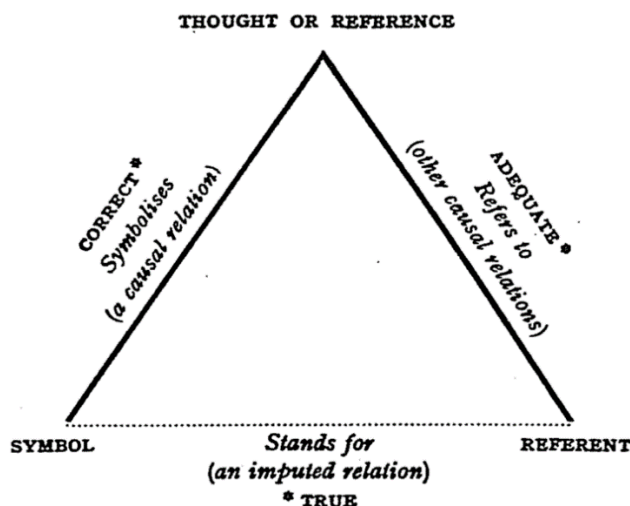 THOUGHT OR REFERENCE
CORRECT*
Symbolises
(a causal relation)
ADEQUATE*
Refers to
(other causal relations)
SYMBOL
Stands for
(an imputed relation)
* TRUE
REFERENT